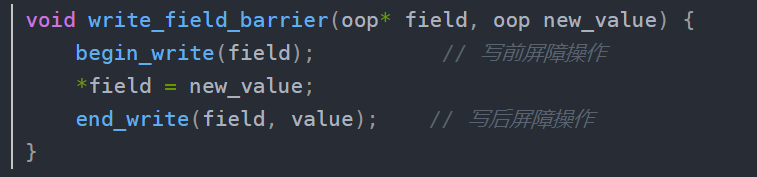 void write_field_barrier(oop* field, oop new_value) {
    begin_write(field);          // 写前屏障操作
    *field = new_value;
    end_write(field, value);    // 写后屏障操作
}